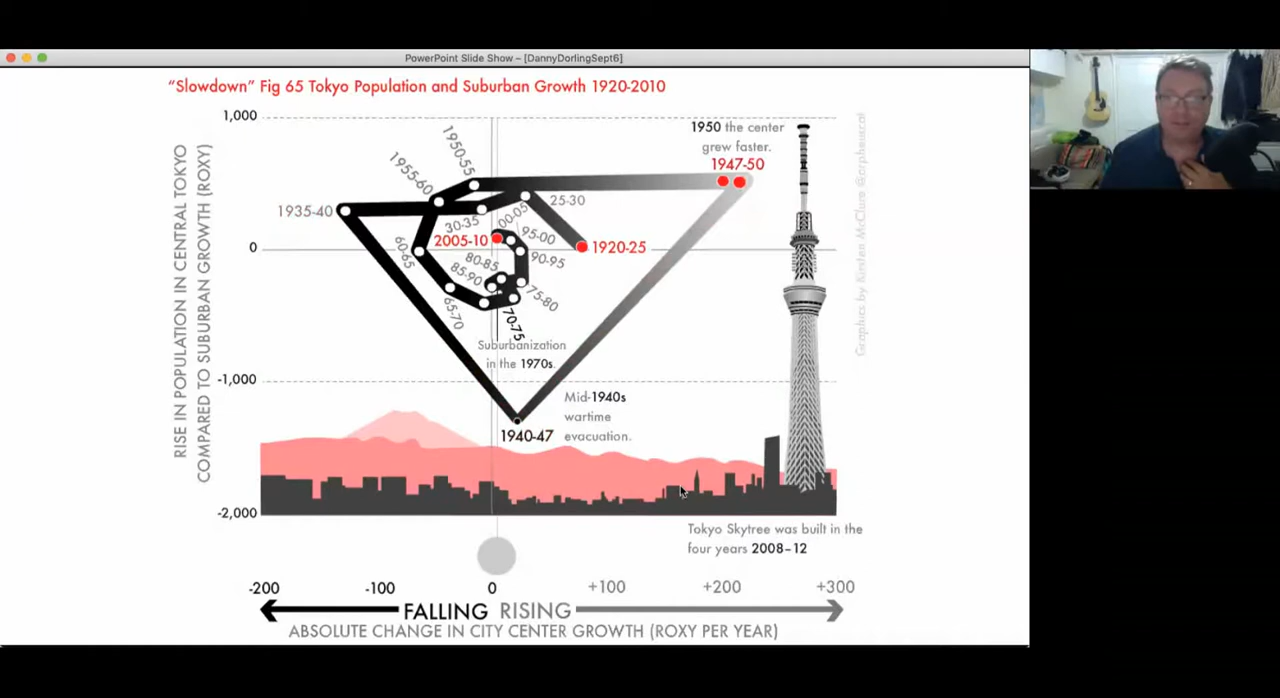 PowerPoint Slide Show – [DannyDorlingSept6]
“Slowdown” Fig 65 Tokyo Population and Suburban Growth 1920-2010
RISE IN POPULATION IN CENTRAL TOKYO
COMPARED TO SUBURBAN GROWTH (ROXY)
1,000
0
-1,000
-2,000
1950 the center
grew faster.
1947-50
1950-55
1955-60
1935-40
25-30
30-35
00-05
2005-10
95-00
1920-25
60-65
80-85
90-95
85-90
75-80
65-70
70-75
Suburbanization
in the 1970s.
Mid-1940s
wartime
evacuation.
1940-47
Graphics by Kirsten McClure @orpheuscat
Tokyo Skytree was built in the
four years 2008–12
-200
-100
0
+100
+200
+300
FALLING RISING
ABSOLUTE CHANGE IN CITY CENTER GROWTH (ROXY PER YEAR)